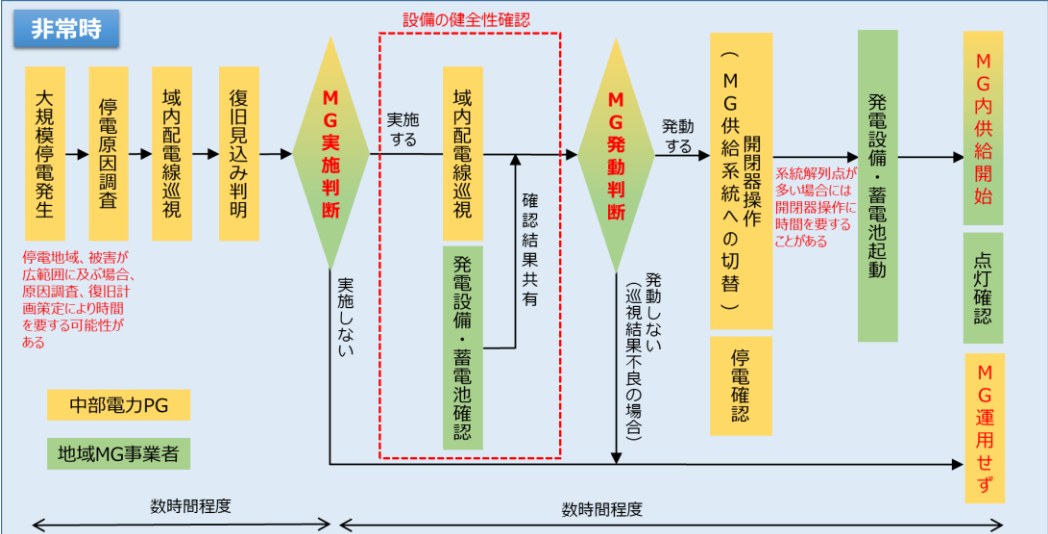 非常時
設備の健全性確認
大規模停電発生
停電原因調査
域内配電線巡視
復旧見込み判明
MG実施判断
実施
する
域内配電線巡視
確認結果共有
MG発動判断
発動
する
開閉器操作
(MG供給系統への切替)
系統解列点が
多い場合には
開閉器操作に
時間を要する
ことがある
発電設備・蓄電池起動
MG内供給開始
停電地域、被害が
広範囲に及ぶ場合、
原因調査、復旧計
画策定により時間
を要する可能性が
ある
実施しない
発電設備・蓄電池確認
発動しない
(巡視結果不良の場合)
停電確認
点灯確認
MG運用せず
中部電力PG
地域MG事業者
数時間程度
数時間程度